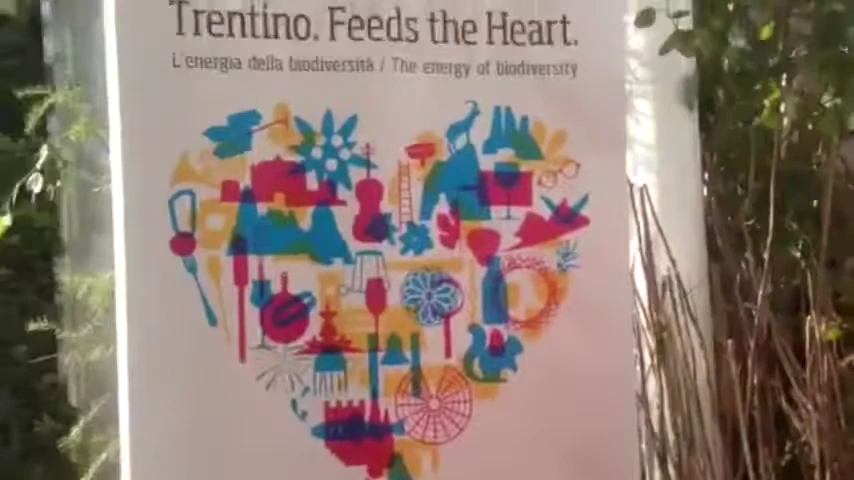 Trentino. Feeds the Heart.
L'energia della biodiversità / The energy of biodiversity